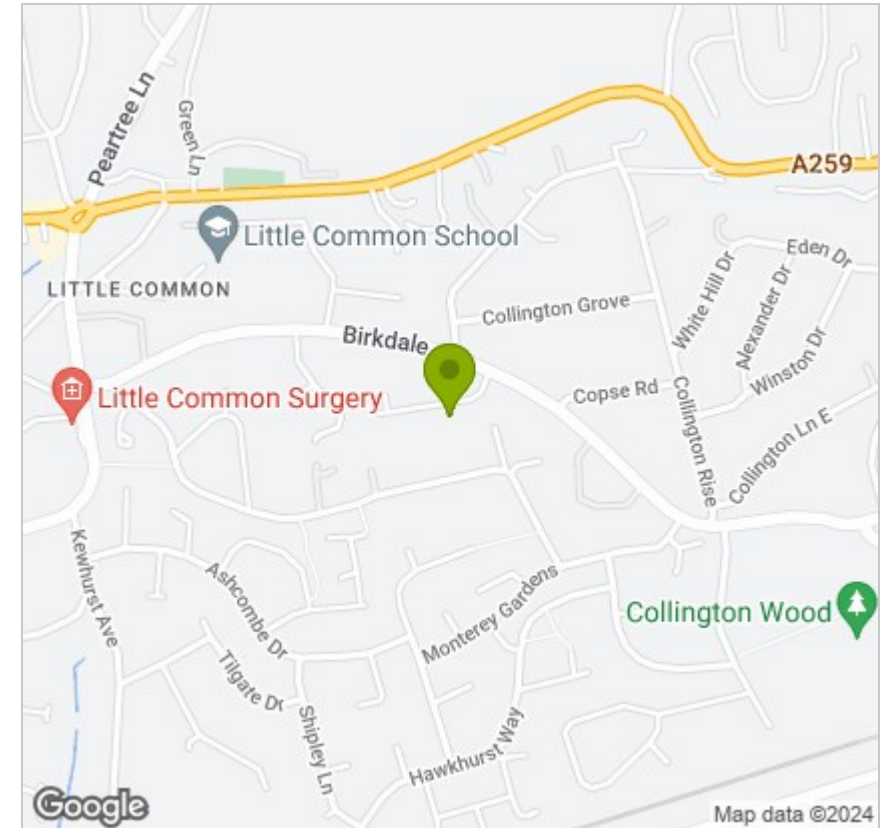 Peartree Ln
Green Ln
A259
Little Common School
Eden Dr
LITTLE COMMON
White Hill Dr
Alexander Dr
Collington Grove
Birkdale
Winston Dr
Copse Rd
Little Common Surgery
Collington Rise
Collington Ln E
Kewhurst Ave
Ashcombe Dr
Monterey Gardens
Collington Wood
Tilgate Dr
Shipley Ln
Hawkhurst Way
Google
Map data ©2024